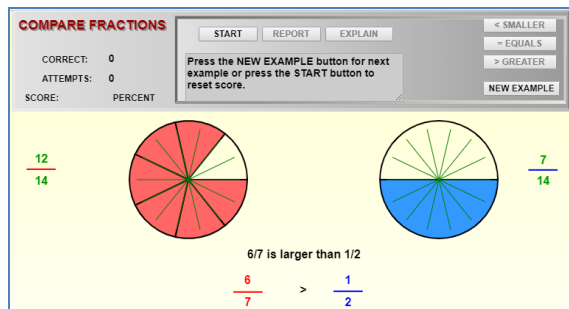 COMPARE FRACTIONS
CORRECT: 0
ATTEMPTS: 0
SCORE: PERCENT
START REPORT EXPLAIN
Press the NEW EXAMPLE button for next
example or press the START button to
reset score.
< SMALLER
= EQUALS
> GREATER
NEW EXAMPLE
12
14
7
14
6/7 is larger than 1/2
6
7
>
1
2